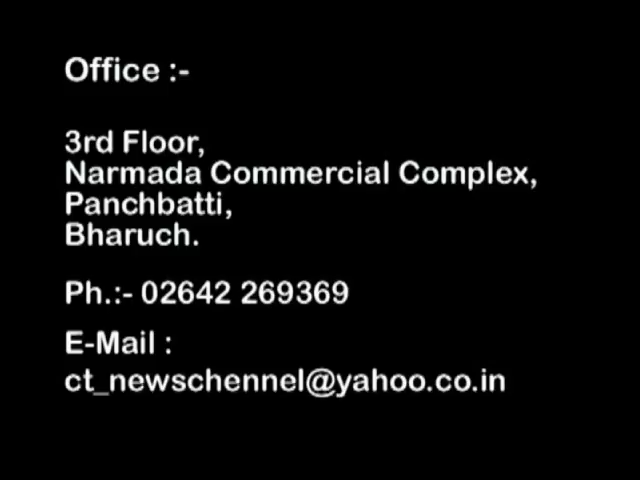 Office :-
3rd Floor,
Narmada Commercial Complex,
Panchbatti,
Bharuch.
Ph.:- 02642 269369
E-Mail :
ct_newschennel@yahoo.co.in